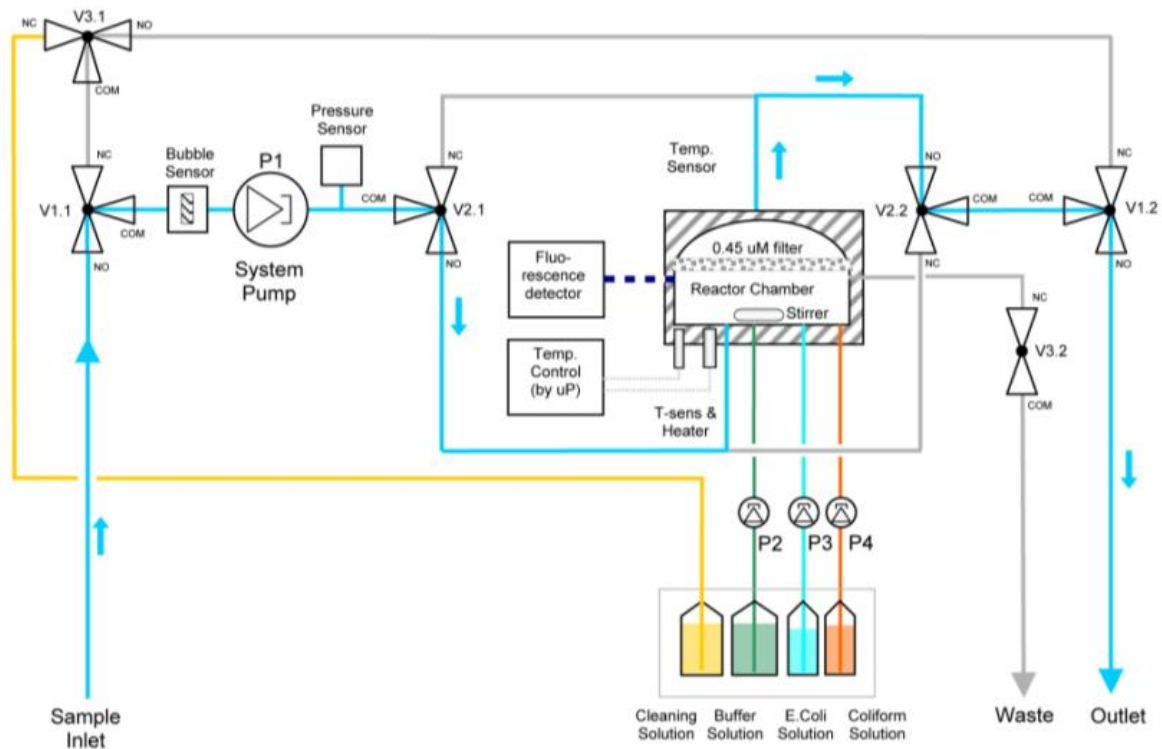 V3.1
NC
NO
COM
Pressure
Sensor
Bubble
Sensor
P1
System
Pump
NC
V1.1
COM
NO
COM
NC
V2.1
NO
Temp.
Sensor
0.45 uM filter
Reactor Chamber
Stirrer
Fluo-
rescence
detector
Temp.
Control
(by uP)
T-sens &
Heater
NO
V2.2
COM
NC
NC
COM
V1.2
NO
NC
V3.2
COM
P2
P3
P4
Cleaning
Solution
Buffer
Solution
E.Coli
Solution
Coliform
Solution
Sample
Inlet
Waste
Outlet